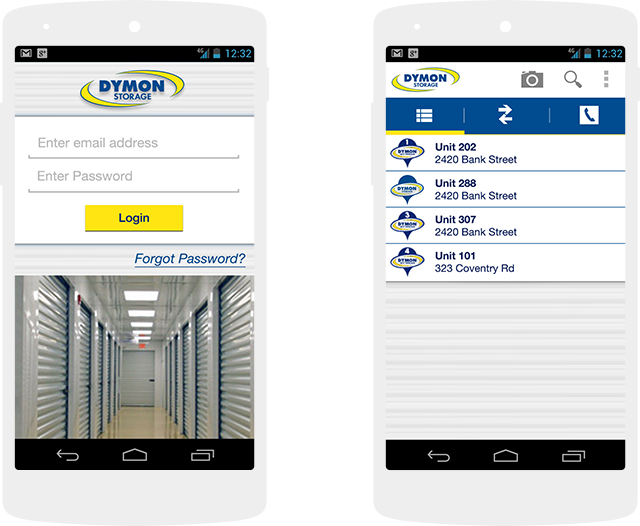 4G 12:32
DYMON
STORAGE
Enter email address
Enter Password
Login
Forgot Password?
4G 12:32
DYMON
STORAGE
1
DYMON
Unit 202
2420 Bank Street
DYMON
Unit 288
2420 Bank Street
3
DYMON
Unit 307
2420 Bank Street
4
DYMON
Unit 101
323 Coventry Rd